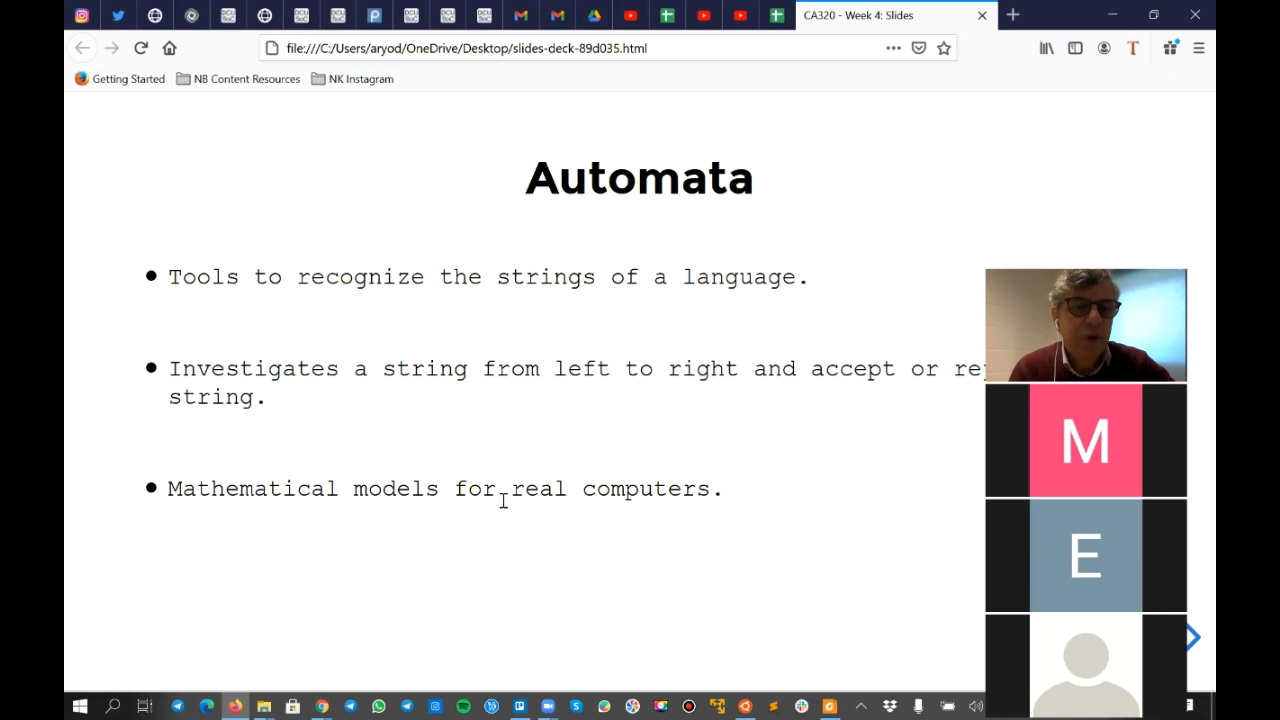 CA320 - Week 4: Slides
file:///C:/Users/aryod/OneDrive/Desktop/slides-deck-89d035.html
Getting Started NB Content Resources NK Instagram
Automata
Tools to recognize the strings of a language.
Investigates a string from left to right and accept or
string.
Mathematical models for real computers.
M
E